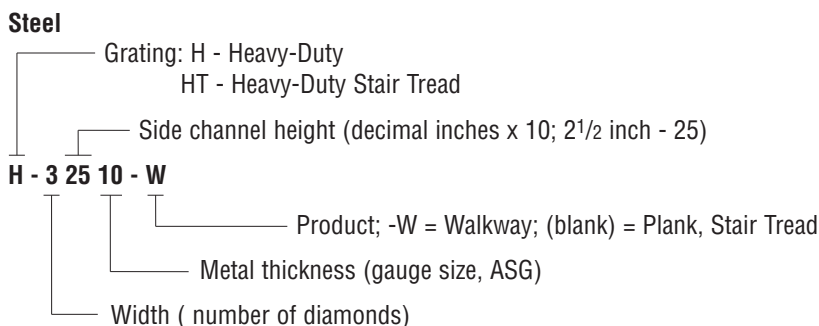 Steel
Grating: H - Heavy-Duty
HT - Heavy-Duty Stair Tread
Side channel height (decimal inches x 10; 2 1/2 inch - 25)
H - 3 25 10 - W
Product; -W = Walkway; (blank) = Plank, Stair Tread
Metal thickness (gauge size, ASG)
Width ( number of diamonds)